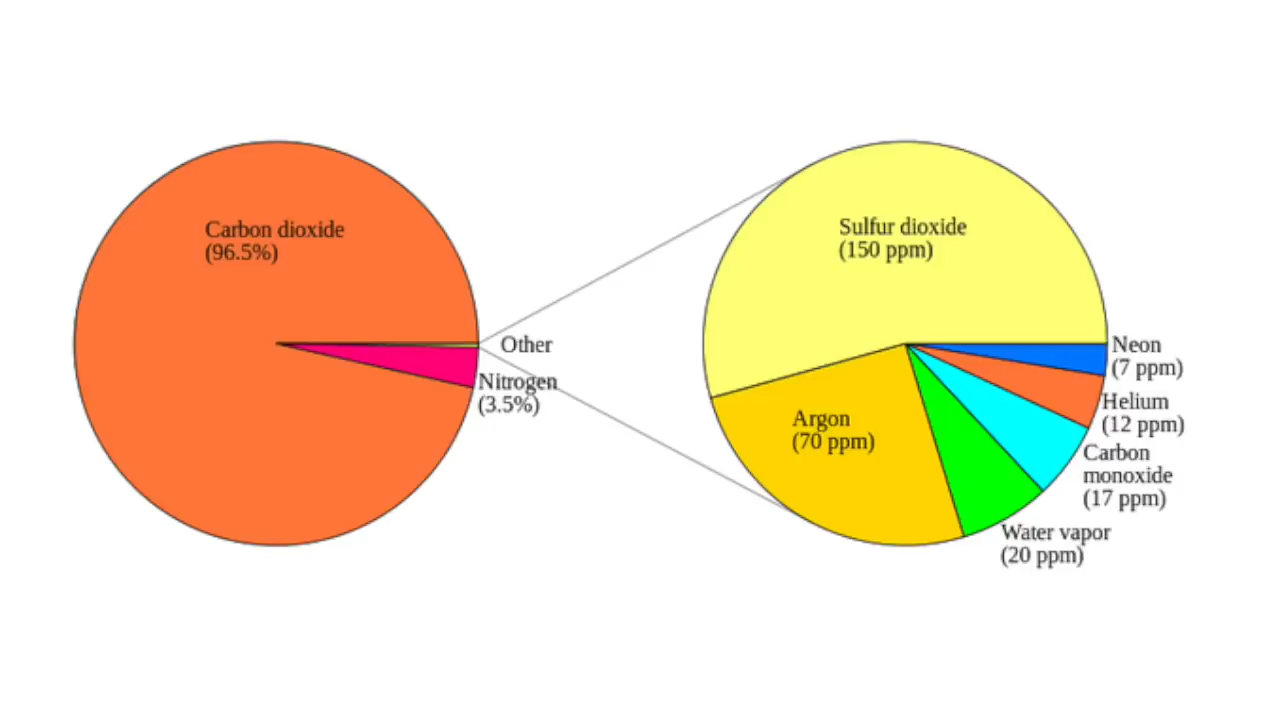 Carbon dioxide
(96.5%)
Other
Nitrogen
(3.5%)
Sulfur dioxide
(150 ppm)
Neon
(7 ppm)
Helium
(12 ppm)
Carbon
monoxide
(17 ppm)
Water vapor
(20 ppm)
Argon
(70 ppm)